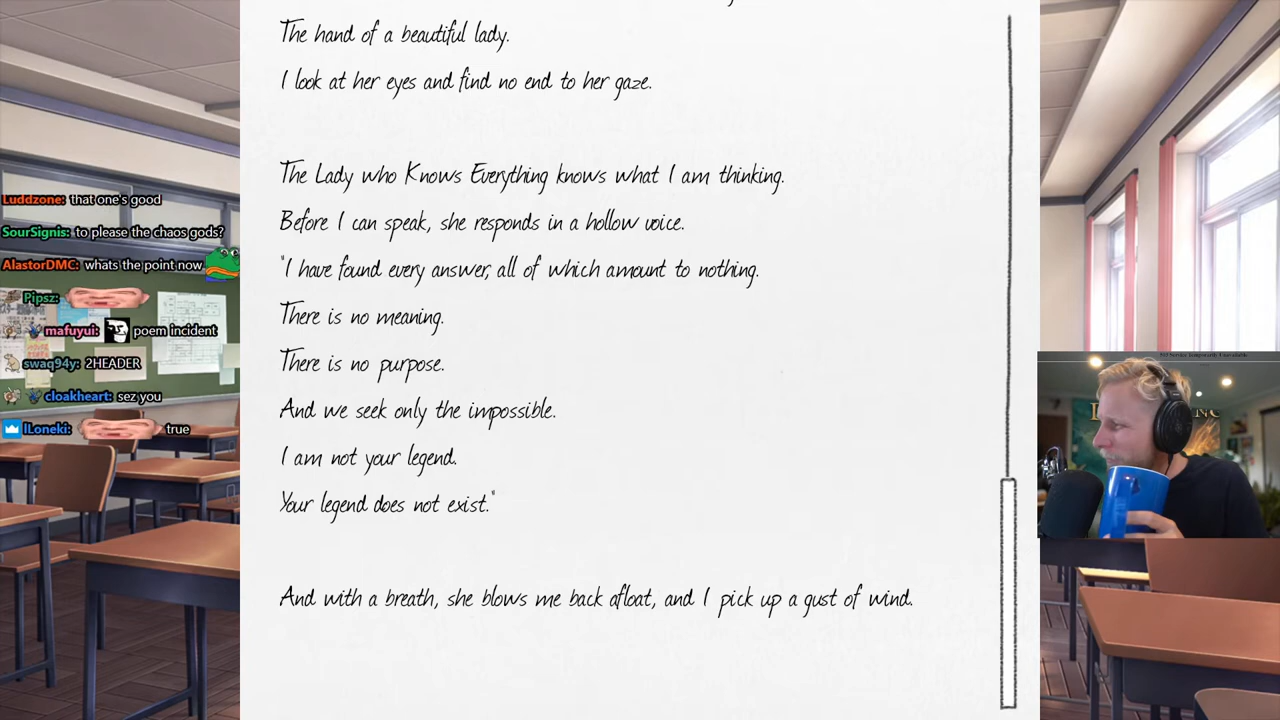 The hand of a beautiful lady.
I look at her eyes and find no end to her gaze.
The Lady who Knows Everything knows what I am thinking.
Before I can speak, she responds in a hollow voice.
"I have found every answer, all of which amount to nothing.
There is no meaning.
There is no purpose.
And we seek only the impossible.
I am not your legend.
Your legend does not exist."
And with a breath, she blows me back afloat, and I pick up a gust of wind.
Luddzone: that one's good
SourSignis: to please the chaos gods?
AlastorDMC: whats the point now
Pipsz:
mafuyui: poem incident
swaq94y: 2HEADER
cloakheart: sez you
lLoneki: true